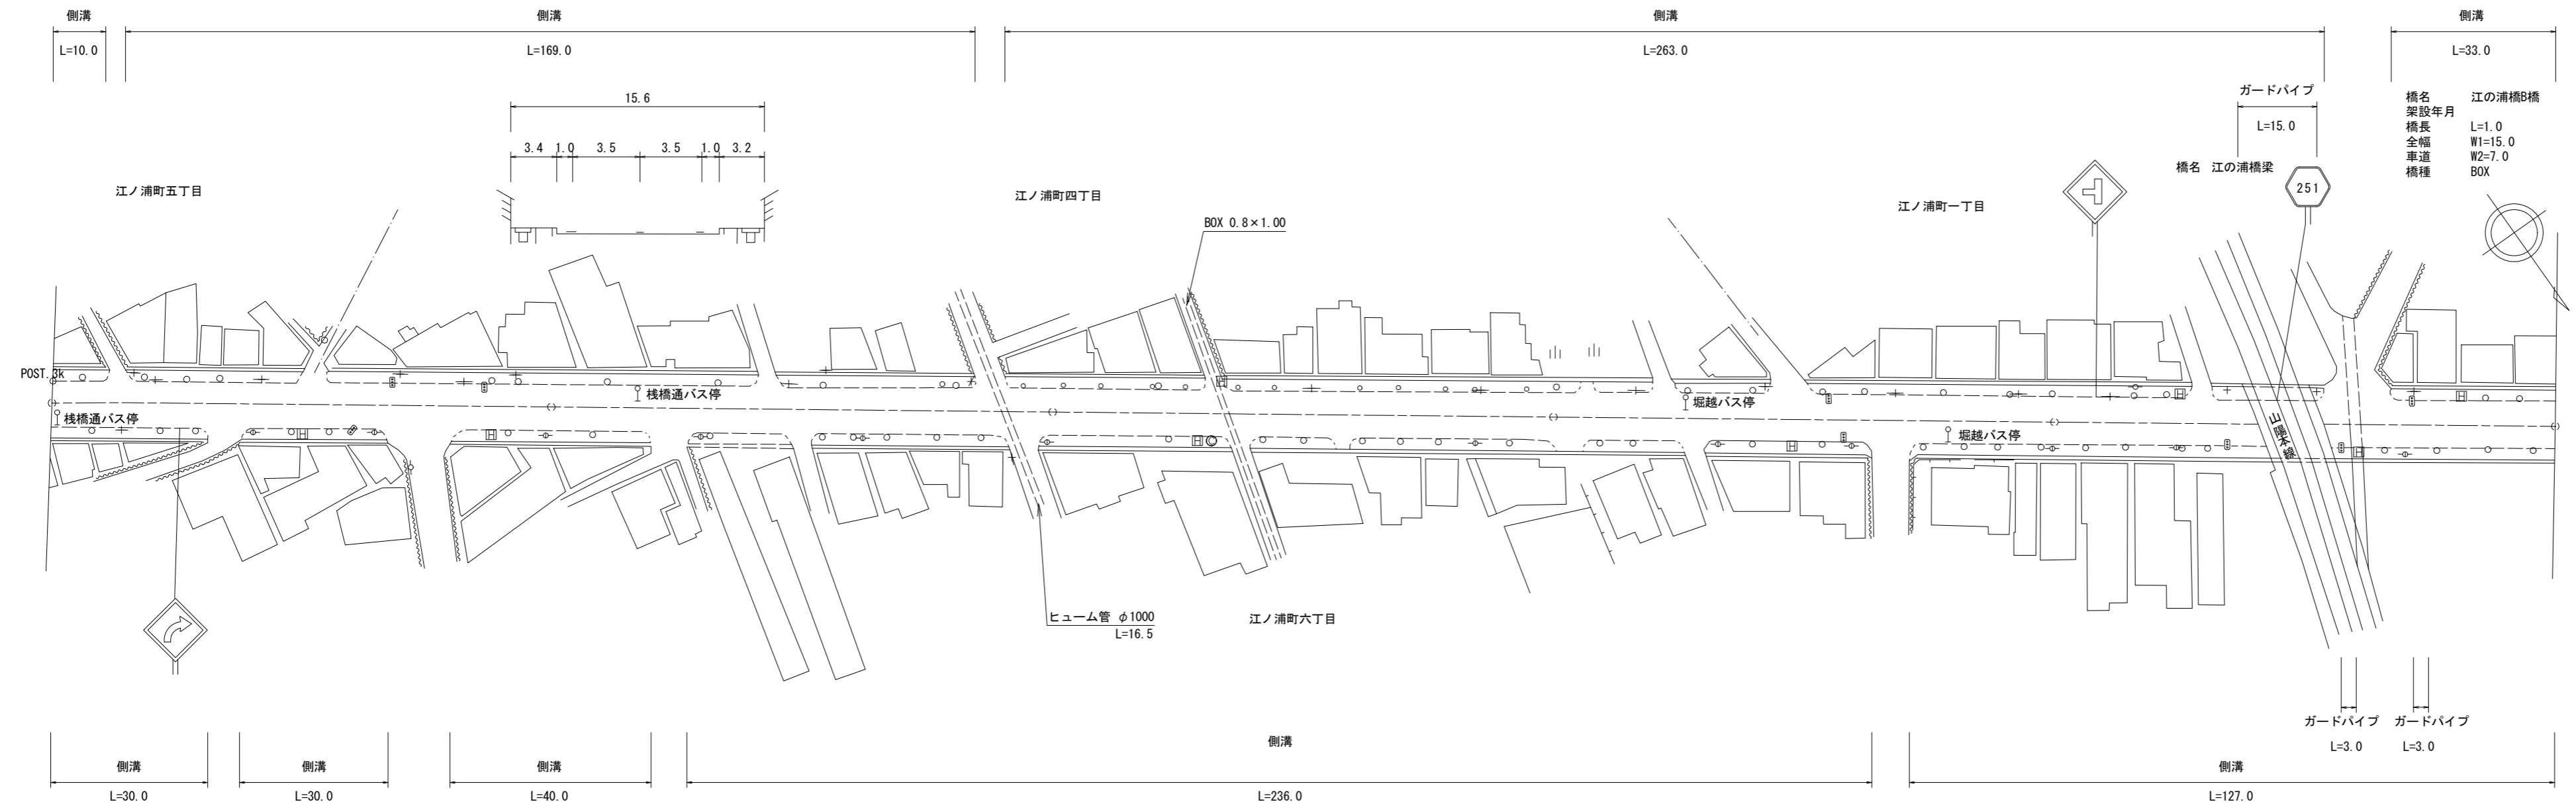 側溝
側溝
側溝
側溝
L=10.0
L=169.0
L=263.0
L=33.0
15.6
3.4 1.0 3.5 3.5 1.0 3.2
ガードパイプ
L=15.0
橋名 江の浦橋B橋
架設年月
橋長 L=1.0
全幅 W1=15.0
車道 W2=7.0
橋種 BOX
橋名 江の浦橋梁
251
江ノ浦町五丁目
江ノ浦町四丁目
江ノ浦町一丁目
BOX 0.8×1.00
POST.3k
桟橋通バス停
桟橋通バス停
堀越バス停
堀越バス停
山陽本線
ヒューム管 φ1000
L=16.5
江ノ浦町六丁目
ガードパイプ ガードパイプ
L=3.0 L=3.0
側溝
側溝
側溝
側溝
側溝
L=30.0
L=30.0
L=40.0
L=236.0
L=127.0